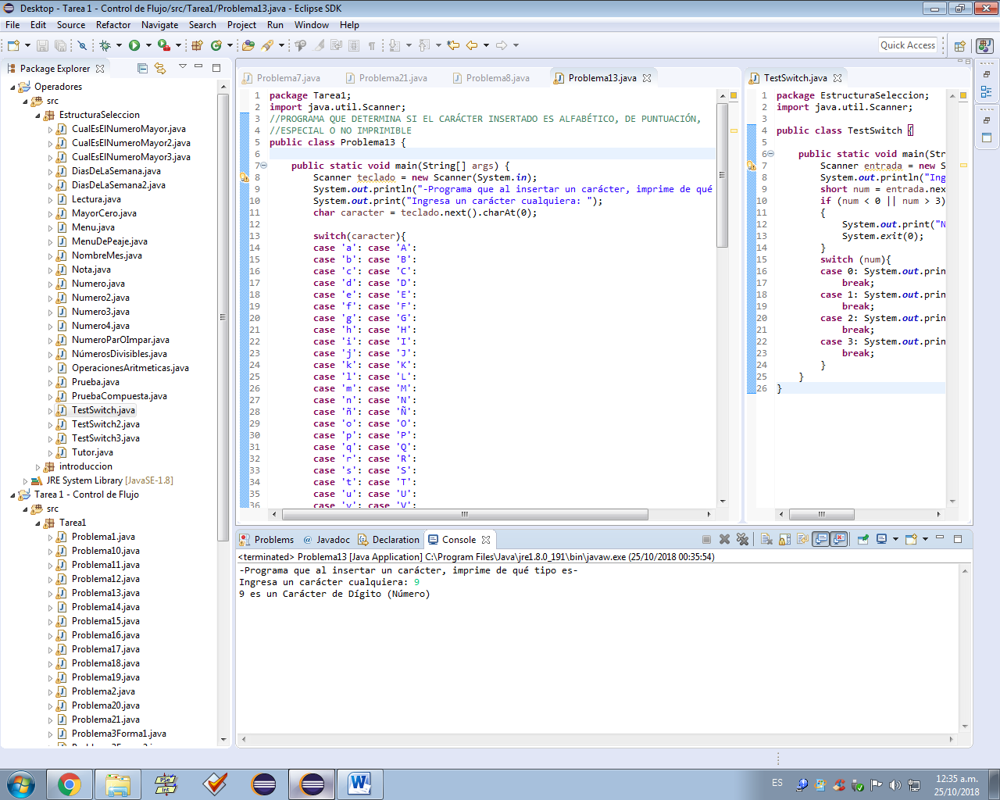 Desktop - Tarea 1 - Control de Flujo/src/Tarea1/Problema13.java - Eclipse SDK
File Edit Source Refactor Navigate Search Project Run Window Help
Quick Access
Package Explorer
Operadores
src
EstructuraSeleccion
CualEsElNumeroMayor.java
CualEsElNumeroMayor2.java
CualEsElNumeroMayor3.java
DiasDeLaSemana.java
DiasDeLaSemana2.java
Lectura.java
MayorCero.java
Menu.java
MenuDePeaje.java
NombreMes.java
Nota.java
Numero.java
Numero2.java
Numero3.java
Numero4.java
NumeroParOImpar.java
NúmerosDivisibles.java
OperacionesAritmeticas.java
Prueba.java
PruebaCompuesta.java
TestSwitch.java
TestSwitch2.java
TestSwitch3.java
Tutor.java
introduccion
JRE System Library [JavaSE-1.8]
Tarea 1 - Control de Flujo
src
Tarea1
Problema1.java
Problema10.java
Problema11.java
Problema12.java
Problema13.java
Problema14.java
Problema15.java
Problema16.java
Problema17.java
Problema18.java
Problema19.java
Problema2.java
Problema20.java
Problema21.java
Problema3Forma1.java
Problema7.java Problema21.java Problema8.java Problema13.java
1 package Tarea1;
2 import java.util.Scanner;
3 //PROGRAMA QUE DETERMINA SI EL CARÁCTER INSERTADO ES ALFABÉTICO, DE PUNTUACIÓN,
4 //ESPECIAL O NO IMPRIMIBLE
5 public class Problema13 {
6
7 public static void main(String[] args) {
8 Scanner teclado = new Scanner(System.in);
9 System.out.println("-Programa que al insertar un carácter, imprime de qué
10 System.out.print("Ingresa un carácter cualquiera: ");
11 char caracter = teclado.next().charAt(0);
12
13 switch(caracter){
14 case 'a': case 'A':
15 case 'b': case 'B':
16 case 'c': case 'C':
17 case 'd': case 'D':
18 case 'e': case 'E':
19 case 'f': case 'F':
20 case 'g': case 'G':
21 case 'h': case 'H':
22 case 'i': case 'I':
23 case 'j': case 'J':
24 case 'k': case 'K':
25 case 'l': case 'L':
26 case 'm': case 'M':
27 case 'n': case 'N':
28 case 'ñ': case 'Ñ':
29 case 'o': case 'O':
30 case 'p': case 'P':
31 case 'q': case 'Q':
32 case 'r': case 'R':
33 case 's': case 'S':
34 case 't': case 'T':
35 case 'u': case 'U':
36 case 'v': case 'V':
TestSwitch.java
1 package EstructuraSeleccion;
2 import java.util.Scanner;
3
4 public class TestSwitch {
5
6 public static void main(Str
7 Scanner entrada = new S
8 System.out.println("Ing
9 short num = entrada.nex
10 if (num < 0 || num > 3)
11 {
12 System.out.print("N
13 System.exit(0);
14 }
15 switch (num){
16 case 0: System.out.prin
17 break;
18 case 1: System.out.prin
19 break;
20 case 2: System.out.prin
21 break;
22 case 3: System.out.prin
23 break;
24 }
25 }
26 }
Problems Javadoc Declaration Console
<terminated> Problema13 [Java Application] C:\Program Files\Java\jre1.8.0_191\bin\javaw.exe (25/10/2018 00:35:54)
-Programa que al insertar un carácter, imprime de qué tipo es-
Ingresa un carácter cualquiera: 9
9 es un Carácter de Dígito (Número)
PSe
Int
ES
12:35 a.m.
25/10/2018